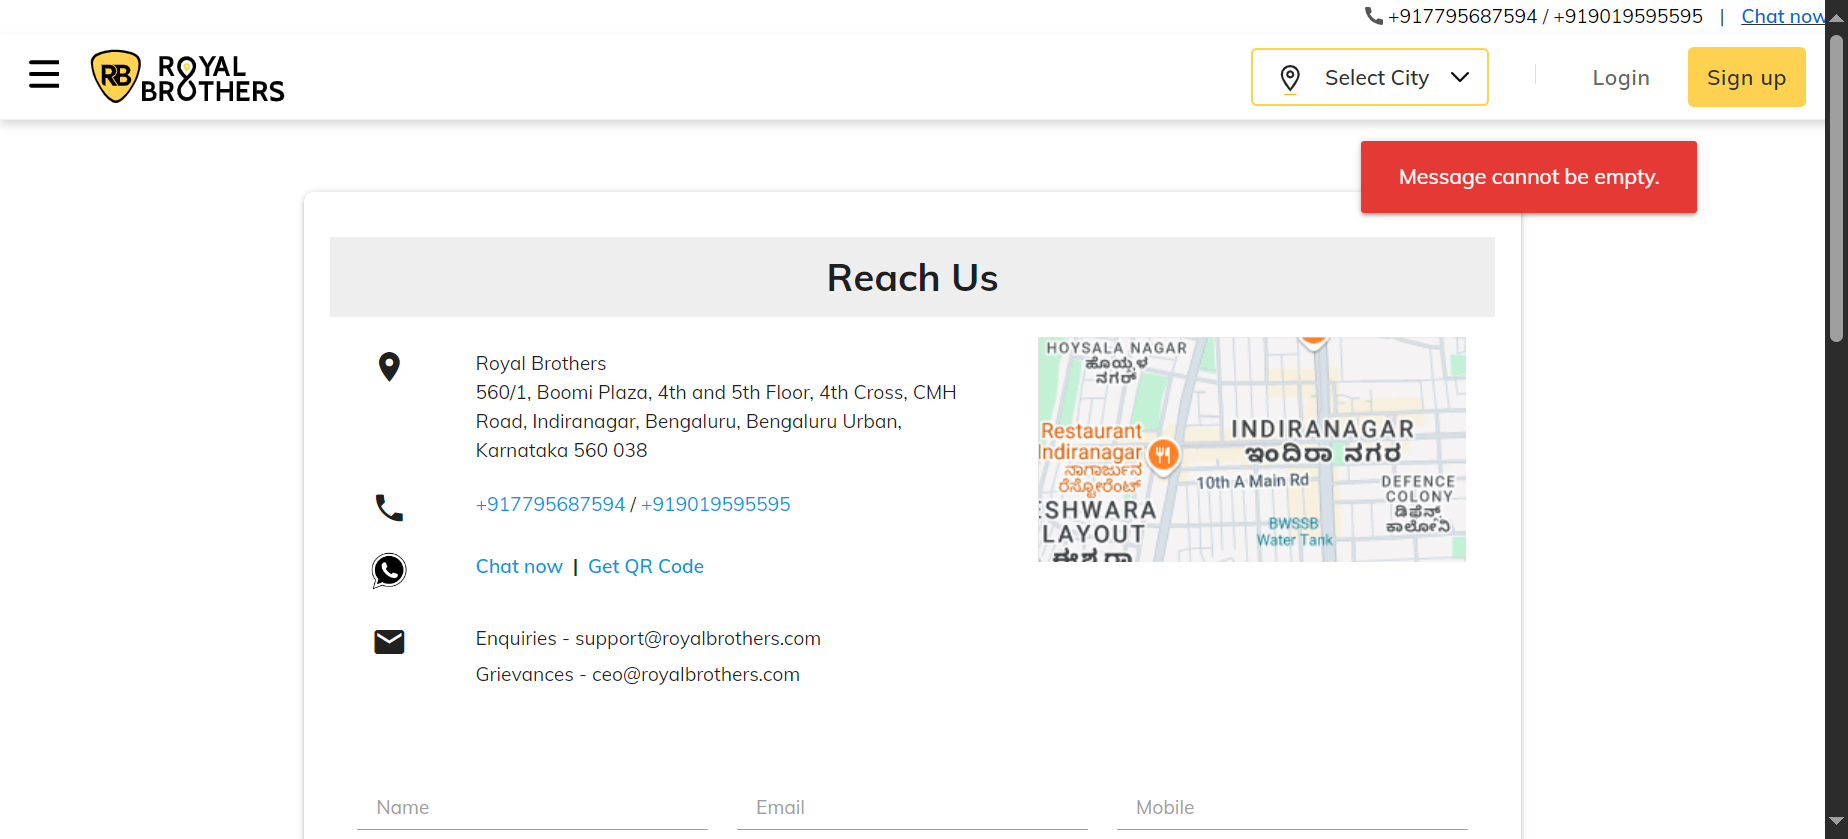 +917795687594 / +919019595595 | Chat now
RB ROYAL BROTHERS
Select City
Login
Sign up
Message cannot be empty.
Reach Us
Royal Brothers
560/1, Boomi Plaza, 4th and 5th Floor, 4th Cross, CMH
Road, Indiranagar, Bengaluru, Bengaluru Urban,
Karnataka 560 038
+917795687594 / +919019595595
Chat now | Get QR Code
Enquiries - support@royalbrothers.com
Grievances - ceo@royalbrothers.com
HOYSALA NAGAR
ಹೊಯ್ಸಳ
ನಗರ್
Restaurant
Indiranagar
ನಾಗಾರ್ಜುನ
ರೆಸ್ಟೋರೆಂಟ್
INDIRANAGAR
ಇಂದಿರಾ ನಗರ
10th A Main Rd
DEFENCE
COLONY
ಡಿಫೆನ್ಸ್
ಕಾಲೋನಿ
ESHWARA
LAYOUT
BWSSB
Water Tank
Name
Email
Mobile